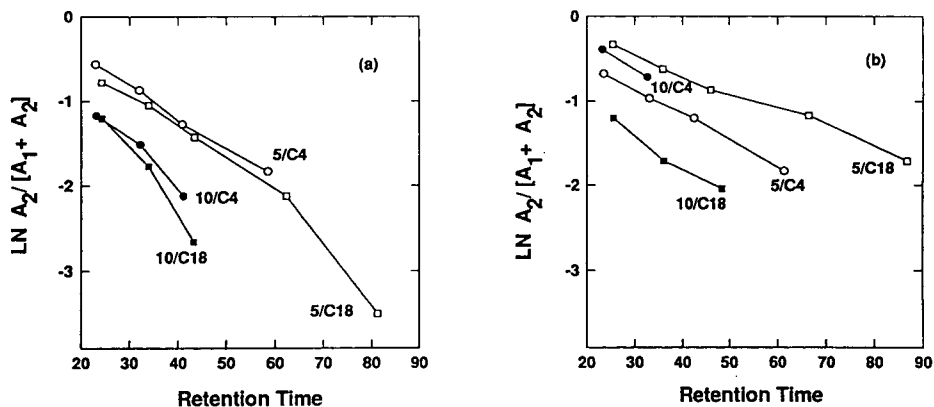 LN A2/ [A1+ A2]
0
-1
-2
-3
(a)
5/C4
10/C4
10/C18
5/C18
20 30 40 50 60 70 80 90
Retention Time
LN A2/ [A1+ A2]
0
-1
-2
-3
(b)
10/C4
5/C18
5/C4
10/C18
20 30 40 50 60 70 80 90
Retention Time